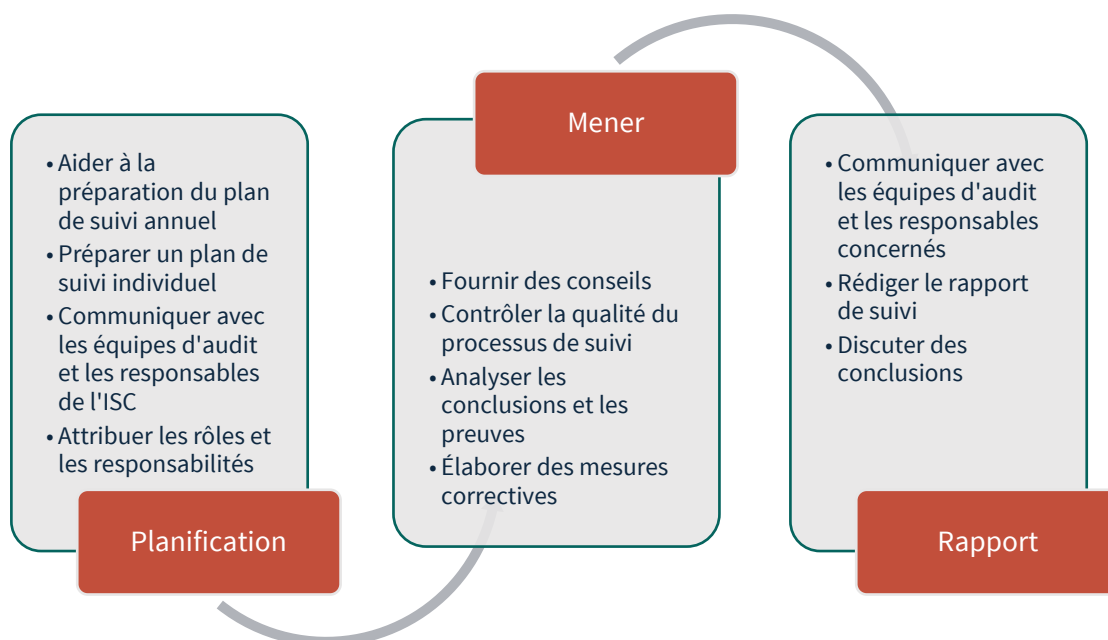 • Aider à la
préparation du plan
de suivi annuel
• Préparer un plan de
suivi individuel
• Communiquer avec
les équipes d'audit
et les responsables
de l'ISC
• Attribuer les rôles et
les responsabilités
Planification
Mener
• Fournir des conseils
• Contrôler la qualité du
processus de suivi
• Analyser les
conclusions et les
preuves
• Élaborer des mesures
correctives
• Communiquer avec
les équipes d'audit
et les responsables
concernés
• Rédiger le rapport
de suivi
• Discuter des
conclusions
Rapport